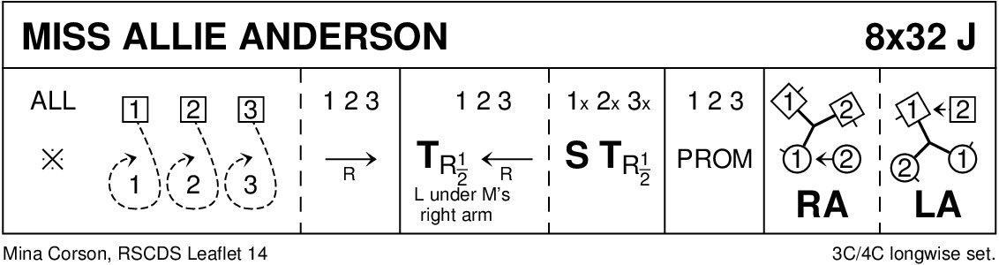 MISS ALLIE ANDERSON 8x32 J
ALL 1 2 3 1 2 3 1 2 3 1x 2x 3x 1 2 3 1 2 1 2
※ 1 2 3 R TR½ R S TR½ PROM 1 2 2 1
L under M's
right arm
RA LA
Mina Corson, RSCDS Leaflet 14 3C/4C longwise set.